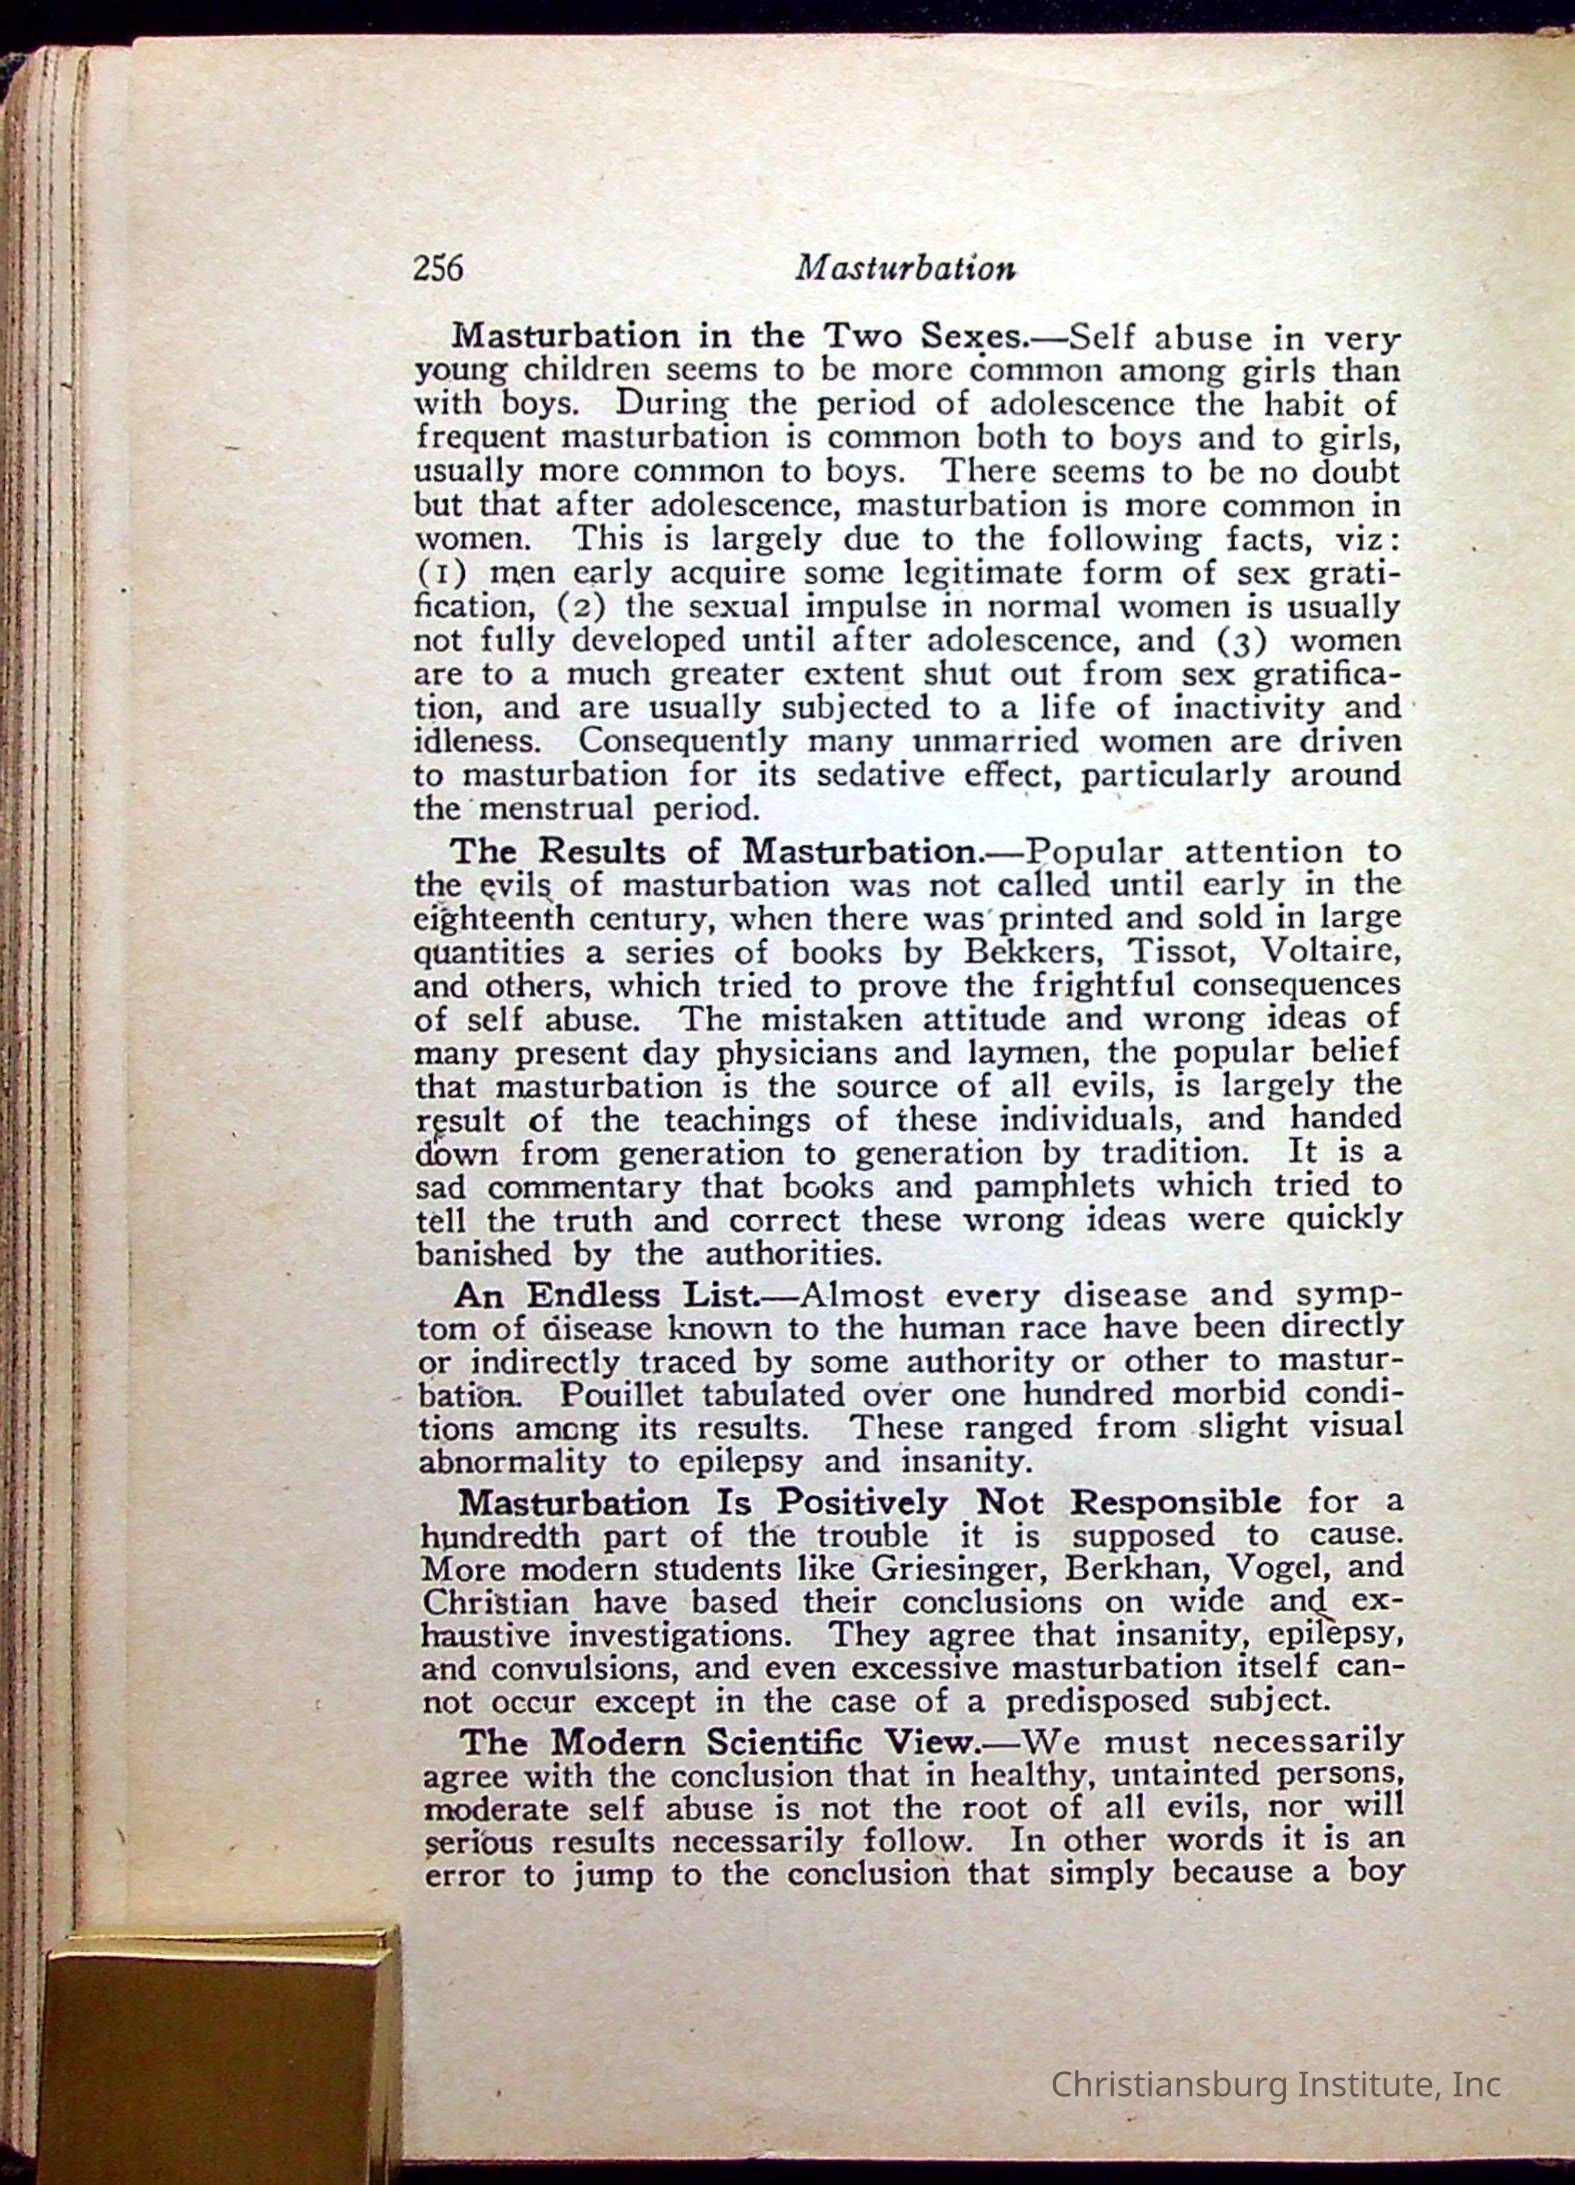 256 Masturbation
Masturbation in the Two Sexes.—Self abuse in very
young children seems to be more common among girls than
with boys. During the period of adolescence the habit of
frequent masturbation is common both to boys and to girls,
usually more common to boys. There seems to be no doubt
but that after adolescence, masturbation is more common in
women. This is largely due to the following facts, viz:
(1) men early acquire some legitimate form of sex grati-
fication, (2) the sexual impulse in normal women is usually
not fully developed until after adolescence, and (3) women
are to a much greater extent shut out from sex gratifica-
tion, and are usually subjected to a life of inactivity and
idleness. Consequently many unmarried women are driven
to masturbation for its sedative effect, particularly around
the menstrual period.
The Results of Masturbation.—Popular attention to
the evils of masturbation was not called until early in the
eighteenth century, when there was printed and sold in large
quantities a series of books by Bekkers, Tissot, Voltaire,
and others, which tried to prove the frightful consequences
of self abuse. The mistaken attitude and wrong ideas of
many present day physicians and laymen, the popular belief
that masturbation is the source of all evils, is largely the
result of the teachings of these individuals, and handed
down from generation to generation by tradition. It is a
sad commentary that books and pamphlets which tried to
tell the truth and correct these wrong ideas were quickly
banished by the authorities.
An Endless List.—Almost every disease and symp-
tom of disease known to the human race have been directly
or indirectly traced by some authority or other to mastur-
bation. Pouillet tabulated over one hundred morbid condi-
tions among its results. These ranged from slight visual
abnormality to epilepsy and insanity.
Masturbation Is Positively Not Responsible for a
hundredth part of the trouble it is supposed to cause.
More modern students like Griesinger, Berkhan, Vogel, and
Christian have based their conclusions on wide and ex-
haustive investigations. They agree that insanity, epilepsy,
and convulsions, and even excessive masturbation itself can-
not occur except in the case of a predisposed subject.
The Modern Scientific View.—We must necessarily
agree with the conclusion that in healthy, untainted persons,
moderate self abuse is not the root of all evils, nor will
serious results necessarily follow. In other words it is an
error to jump to the conclusion that simply because a boy
Christiansburg Institute, Inc